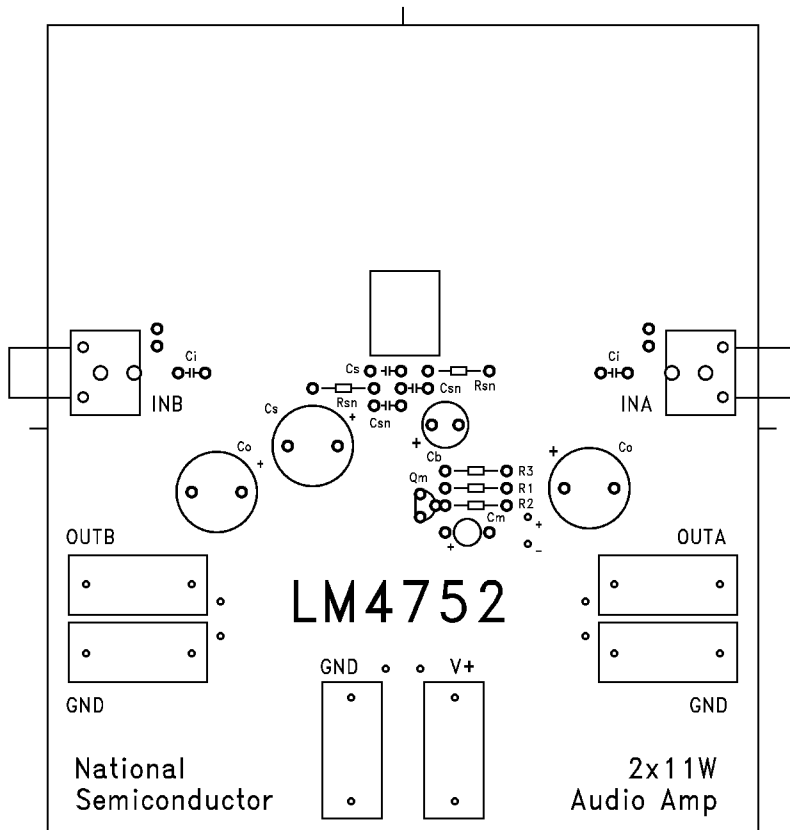 Cs
Rsn
Csn
Rsn
Csn
Ci
INB
Cs
+
Ci
INA
Co
+
+
Cb
+
Co
Qm
R3
R1
R2
Cm
+
+
-
OUTB
OUTA
LM4752
GND
GND
GND V+
National
Semiconductor
2x11W
Audio Amp